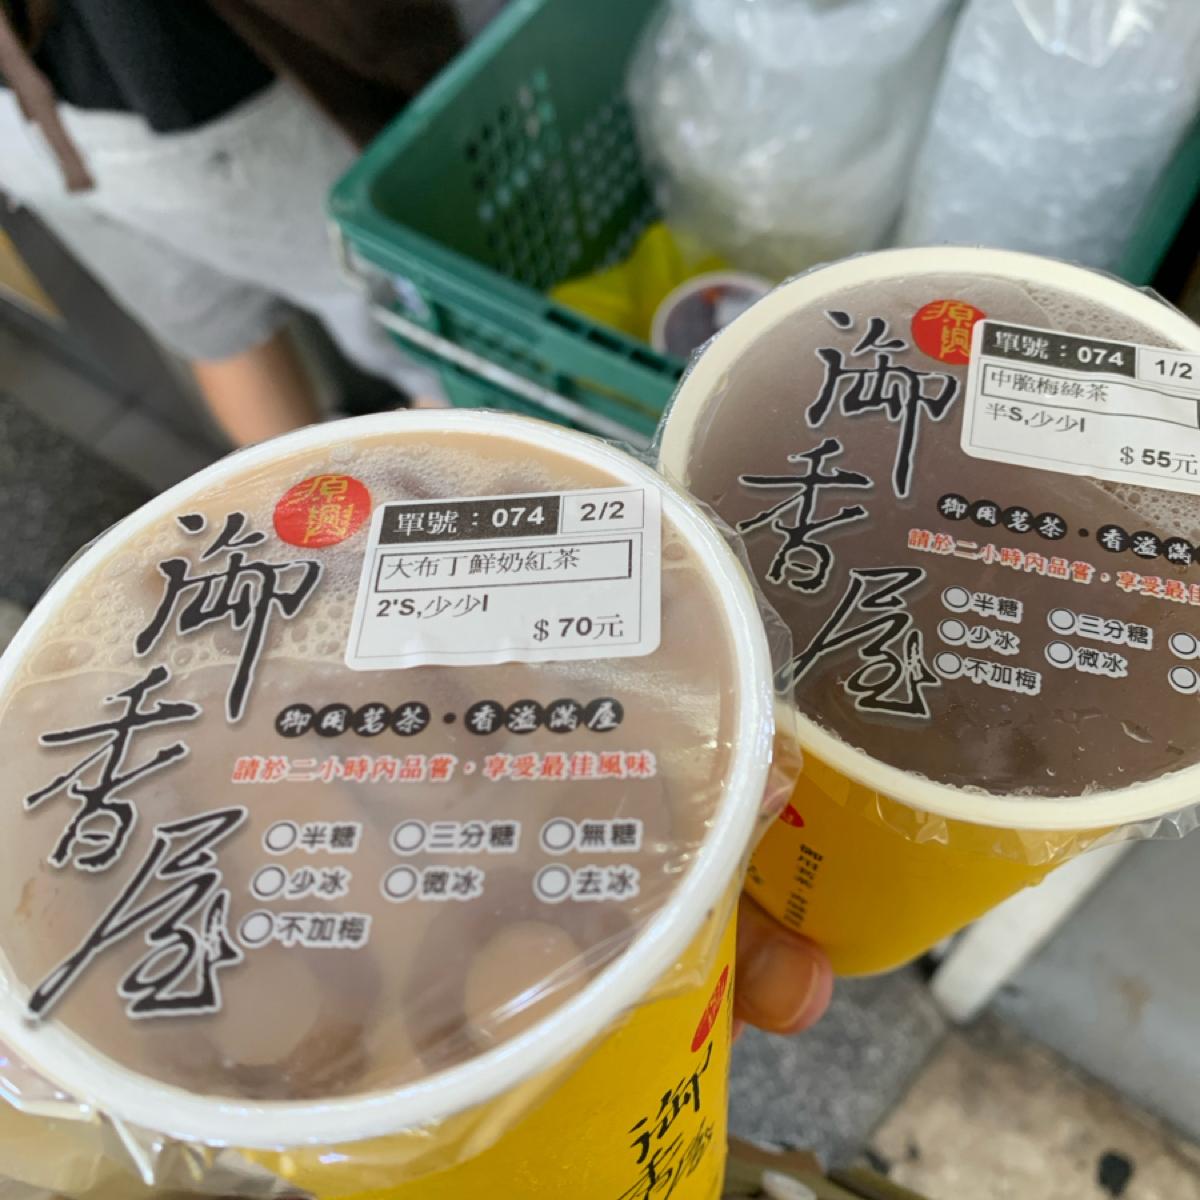 源興
御香屋
單號：074 2/2
大布丁鮮奶紅茶
2'S,少少I
$ 70元
御用茗茶・香溢滿屋
請於二小時內品嘗，享受最佳風味
半糖 三分糖 無糖
少冰 微冰 去冰
不加梅
御香
源興
御香屋
單號：074 1/2
中脆梅綠茶
半S,少少I
$ 55元
御用茗茶・香溢滿
請於二小時內品嘗，享受最佳
半糖 三分糖
少冰 微冰
不加梅
御用茗茶